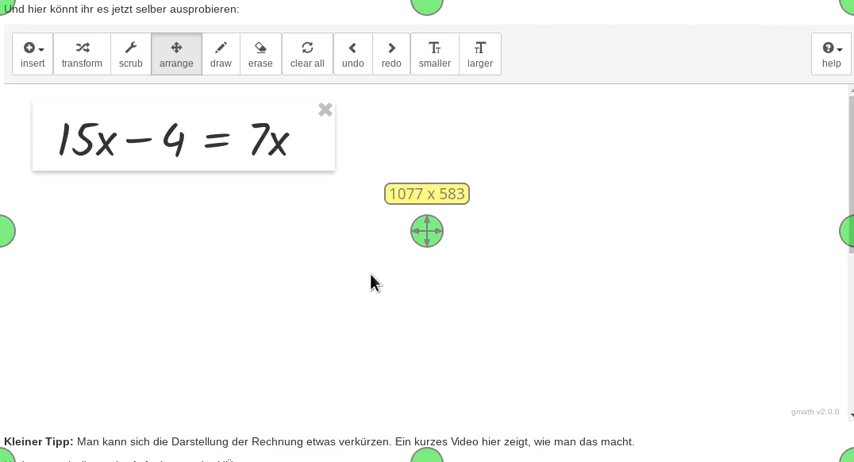 Und hier könnt ihr es jetzt selber ausprobieren:
insert transform scrub arrange draw erase clear all undo redo smaller larger help
15x − 4 = 7x
1077 x 583
gmath v2.0.0
Kleiner Tipp: Man kann sich die Darstellung der Rechnung etwas verkürzen. Ein kurzes Video hier zeigt, wie man das macht.